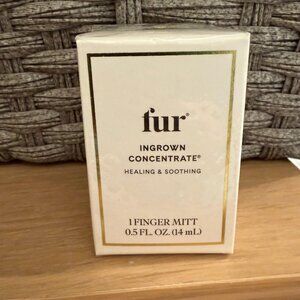 fur®
INGROWN
CONCENTRATE®
HEALING & SOOTHING
1 FINGER MITT
0.5 FL. OZ. (14 mL)